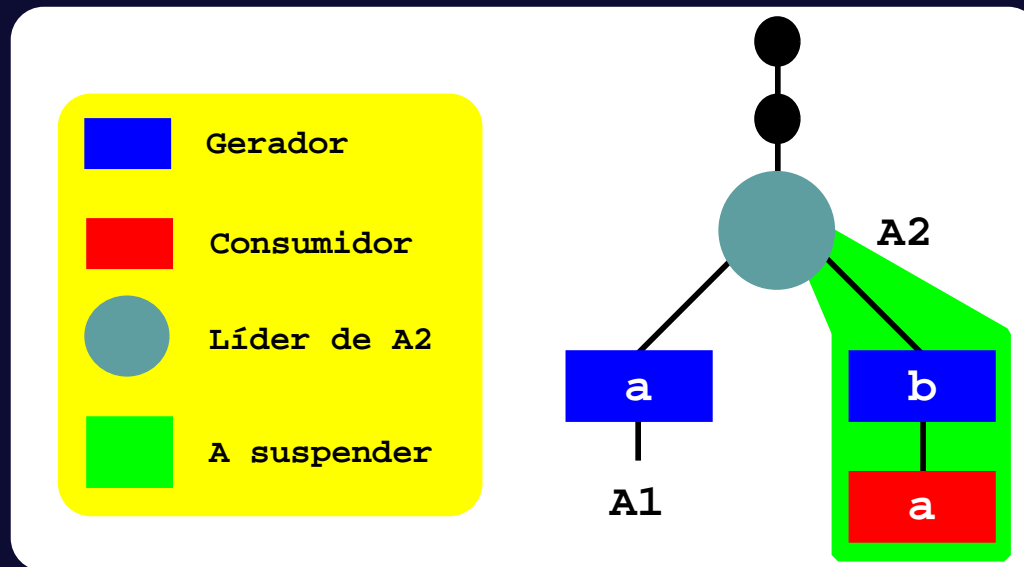 Gerador
Consumidor
Líder de A2
A suspender
A2
a
b
A1
a